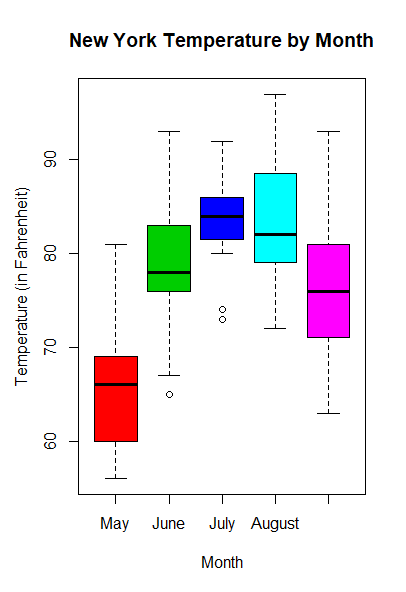 New York Temperature by Month
Temperature (in Fahrenheit)
90
80
70
60
May June July August
Month